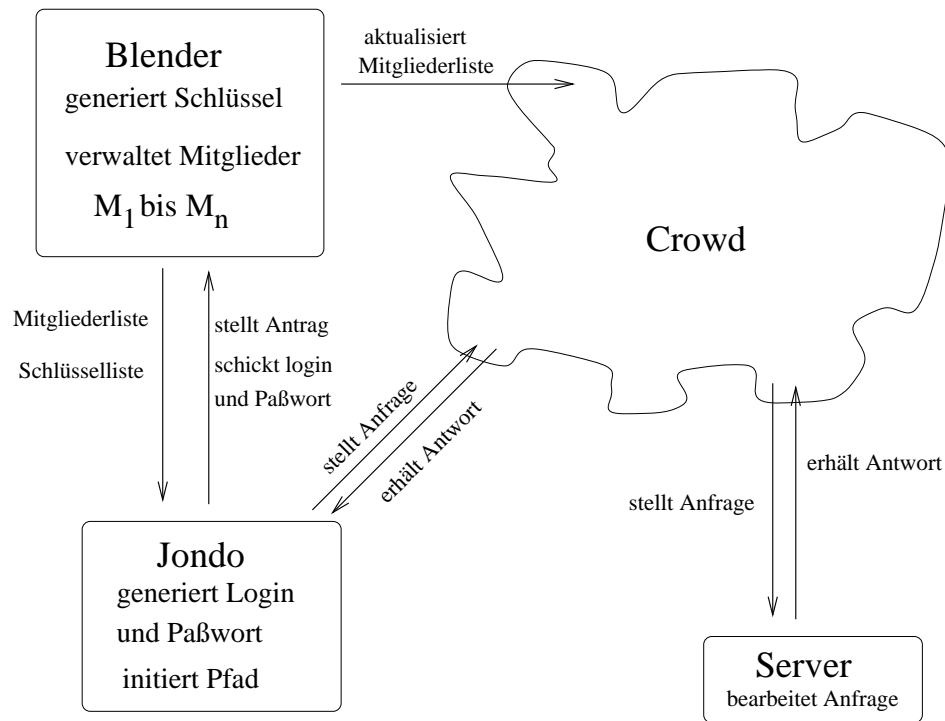 Blender
generiert Schlüssel
verwaltet Mitglieder
M1 bis Mn
aktualisiert
Mitgliederliste
Crowd
Mitgliederliste
Schlüsselliste
stellt Antrag
schickt login
und Paßwort
stellt Anfrage
erhält Antwort
stellt Anfrage
erhält Antwort
Jondo
generiert Login
und Paßwort
initiert Pfad
Server
bearbeitet Anfrage